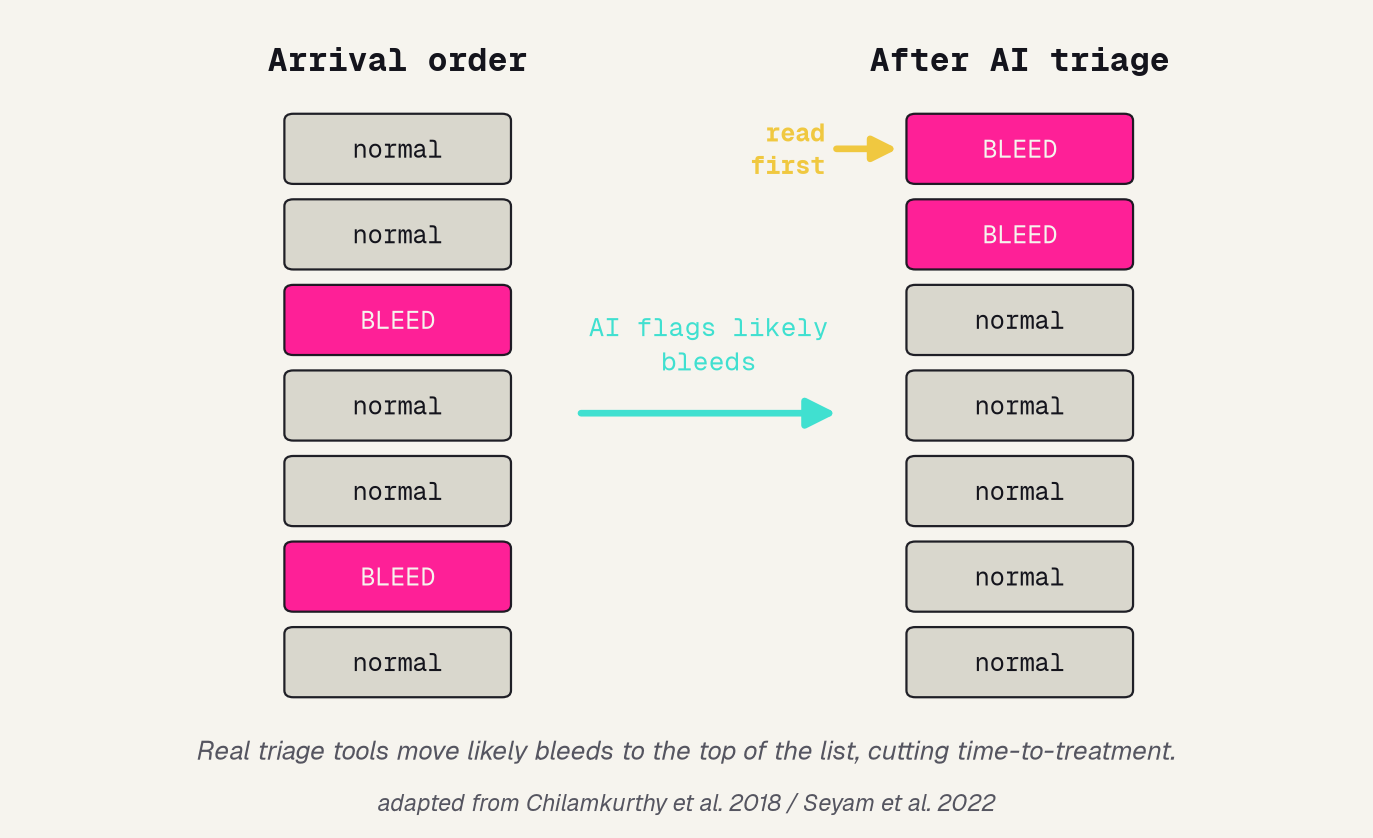 Arrival order
normal
normal
BLEED
normal
normal
BLEED
normal
AI flags likely
bleeds
After AI triage
read
first
BLEED
BLEED
normal
normal
normal
normal
normal
Real triage tools move likely bleeds to the top of the list, cutting time-to-treatment.
adapted from Chilamkurthy et al. 2018 / Seyam et al. 2022